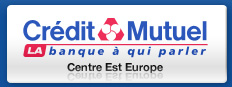 Crédit Mutuel
LA banque à qui parler
Centre Est Europe